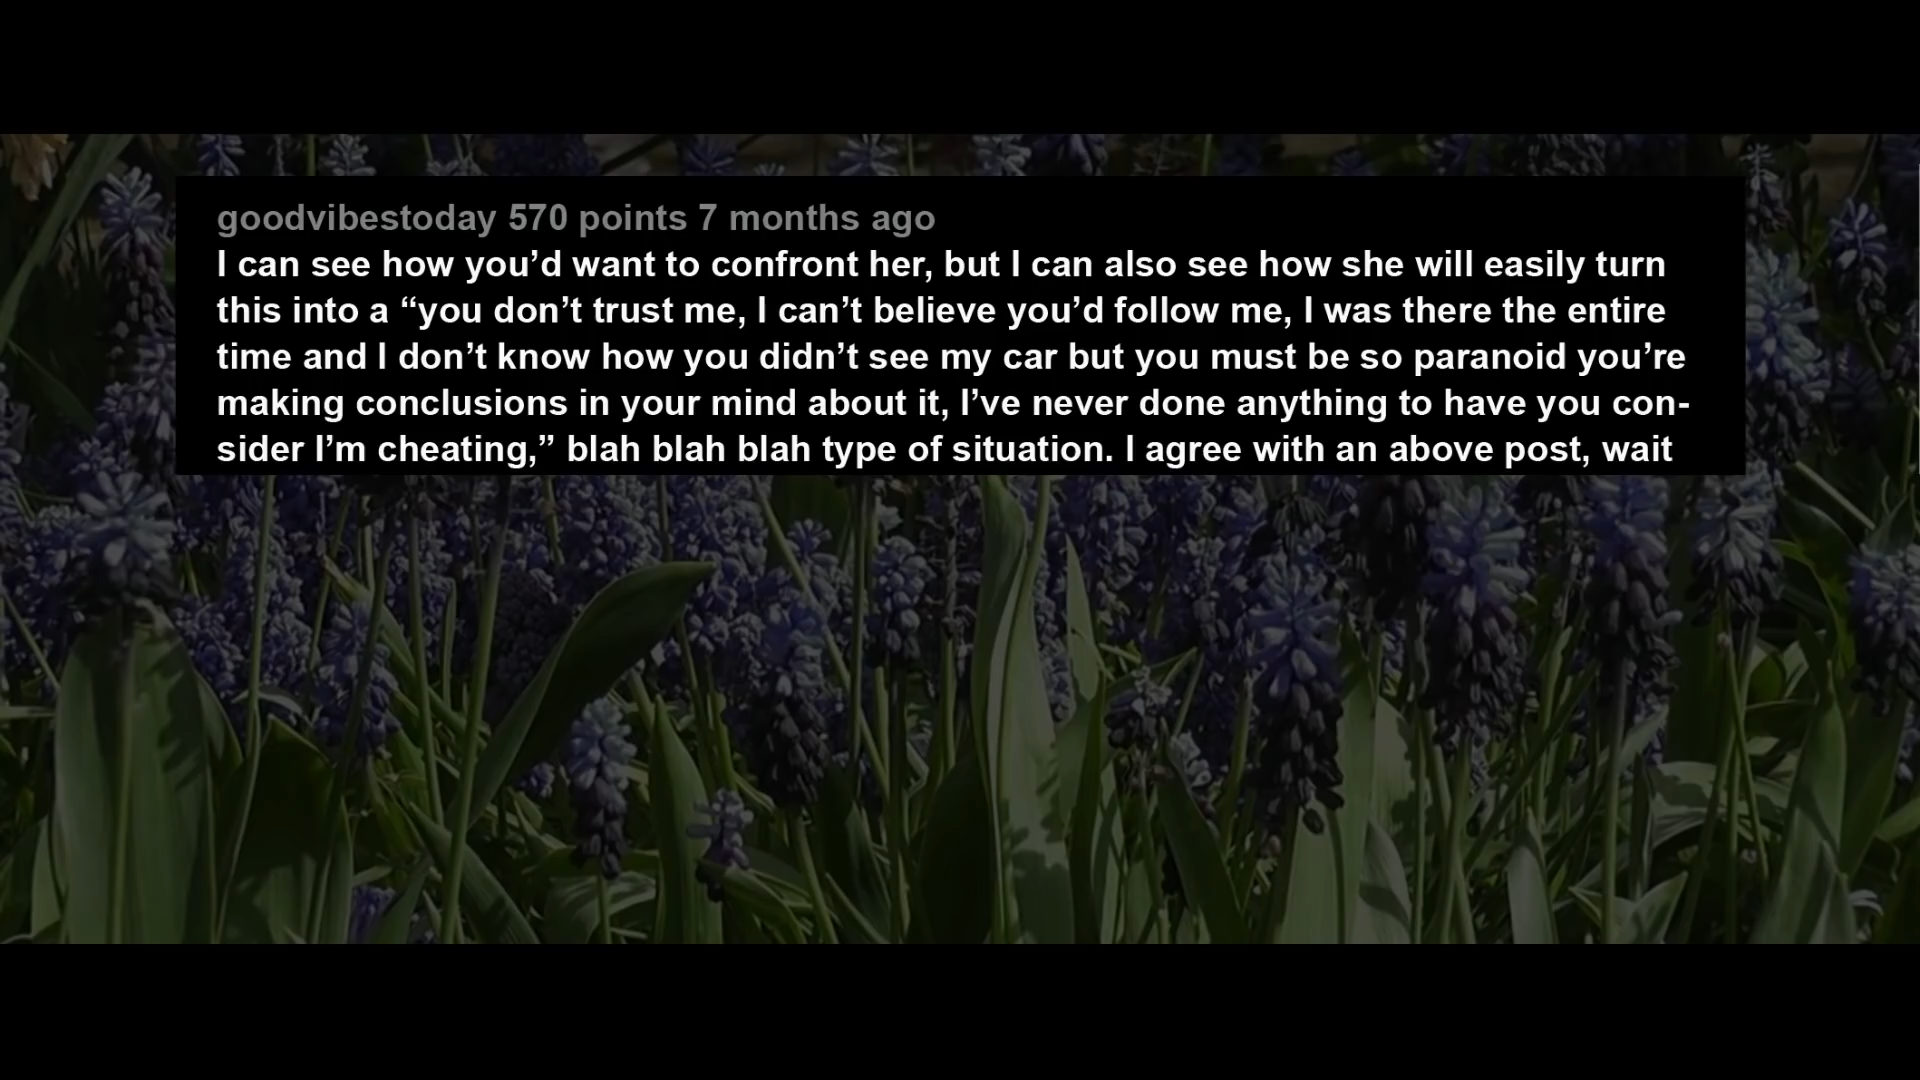 goodvibestoday 570 points 7 months ago
I can see how you’d want to confront her, but I can also see how she will easily turn
this into a “you don’t trust me, I can’t believe you’d follow me, I was there the entire
time and I don’t know how you didn’t see my car but you must be so paranoid you’re
making conclusions in your mind about it, I’ve never done anything to have you con-
sider I’m cheating,” blah blah blah type of situation. I agree with an above post, wait